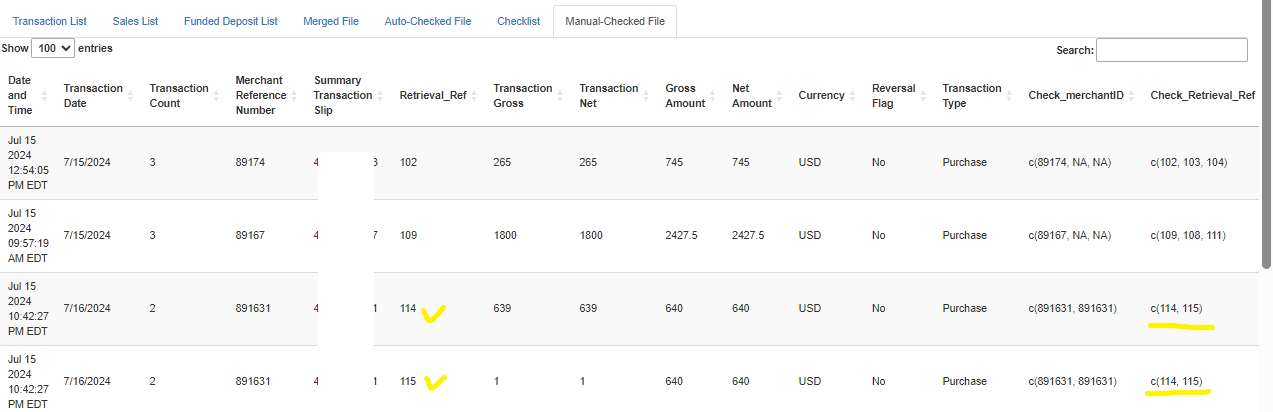 Transaction List Sales List Funded Deposit List Merged File Auto-Checked File Checklist Manual-Checked File
Show 100 entries Search:
Date and Time Transaction Date Transaction Count Merchant Reference Number Summary Transaction Slip Retrieval_Ref Transaction Gross Transaction Net Gross Amount Net Amount Currency Reversal Flag Transaction Type Check_merchantID Check_Retrieval_Ref
Jul 15 2024 12:54:05 PM EDT 7/15/2024 3 89174 4 3 102 265 265 745 745 USD No Purchase c(89174, NA, NA) c(102, 103, 104)
Jul 15 2024 09:57:19 AM EDT 7/15/2024 3 89167 4 7 109 1800 1800 2427.5 2427.5 USD No Purchase c(89167, NA, NA) c(109, 108, 111)
Jul 15 2024 10:42:27 PM EDT 7/16/2024 2 891631 4 1 114 639 639 640 640 USD No Purchase c(891631, 891631) c(114, 115)
Jul 15 2024 10:42:27 PM EDT 7/16/2024 2 891631 4 1 115 1 1 640 640 USD No Purchase c(891631, 891631) c(114, 115)